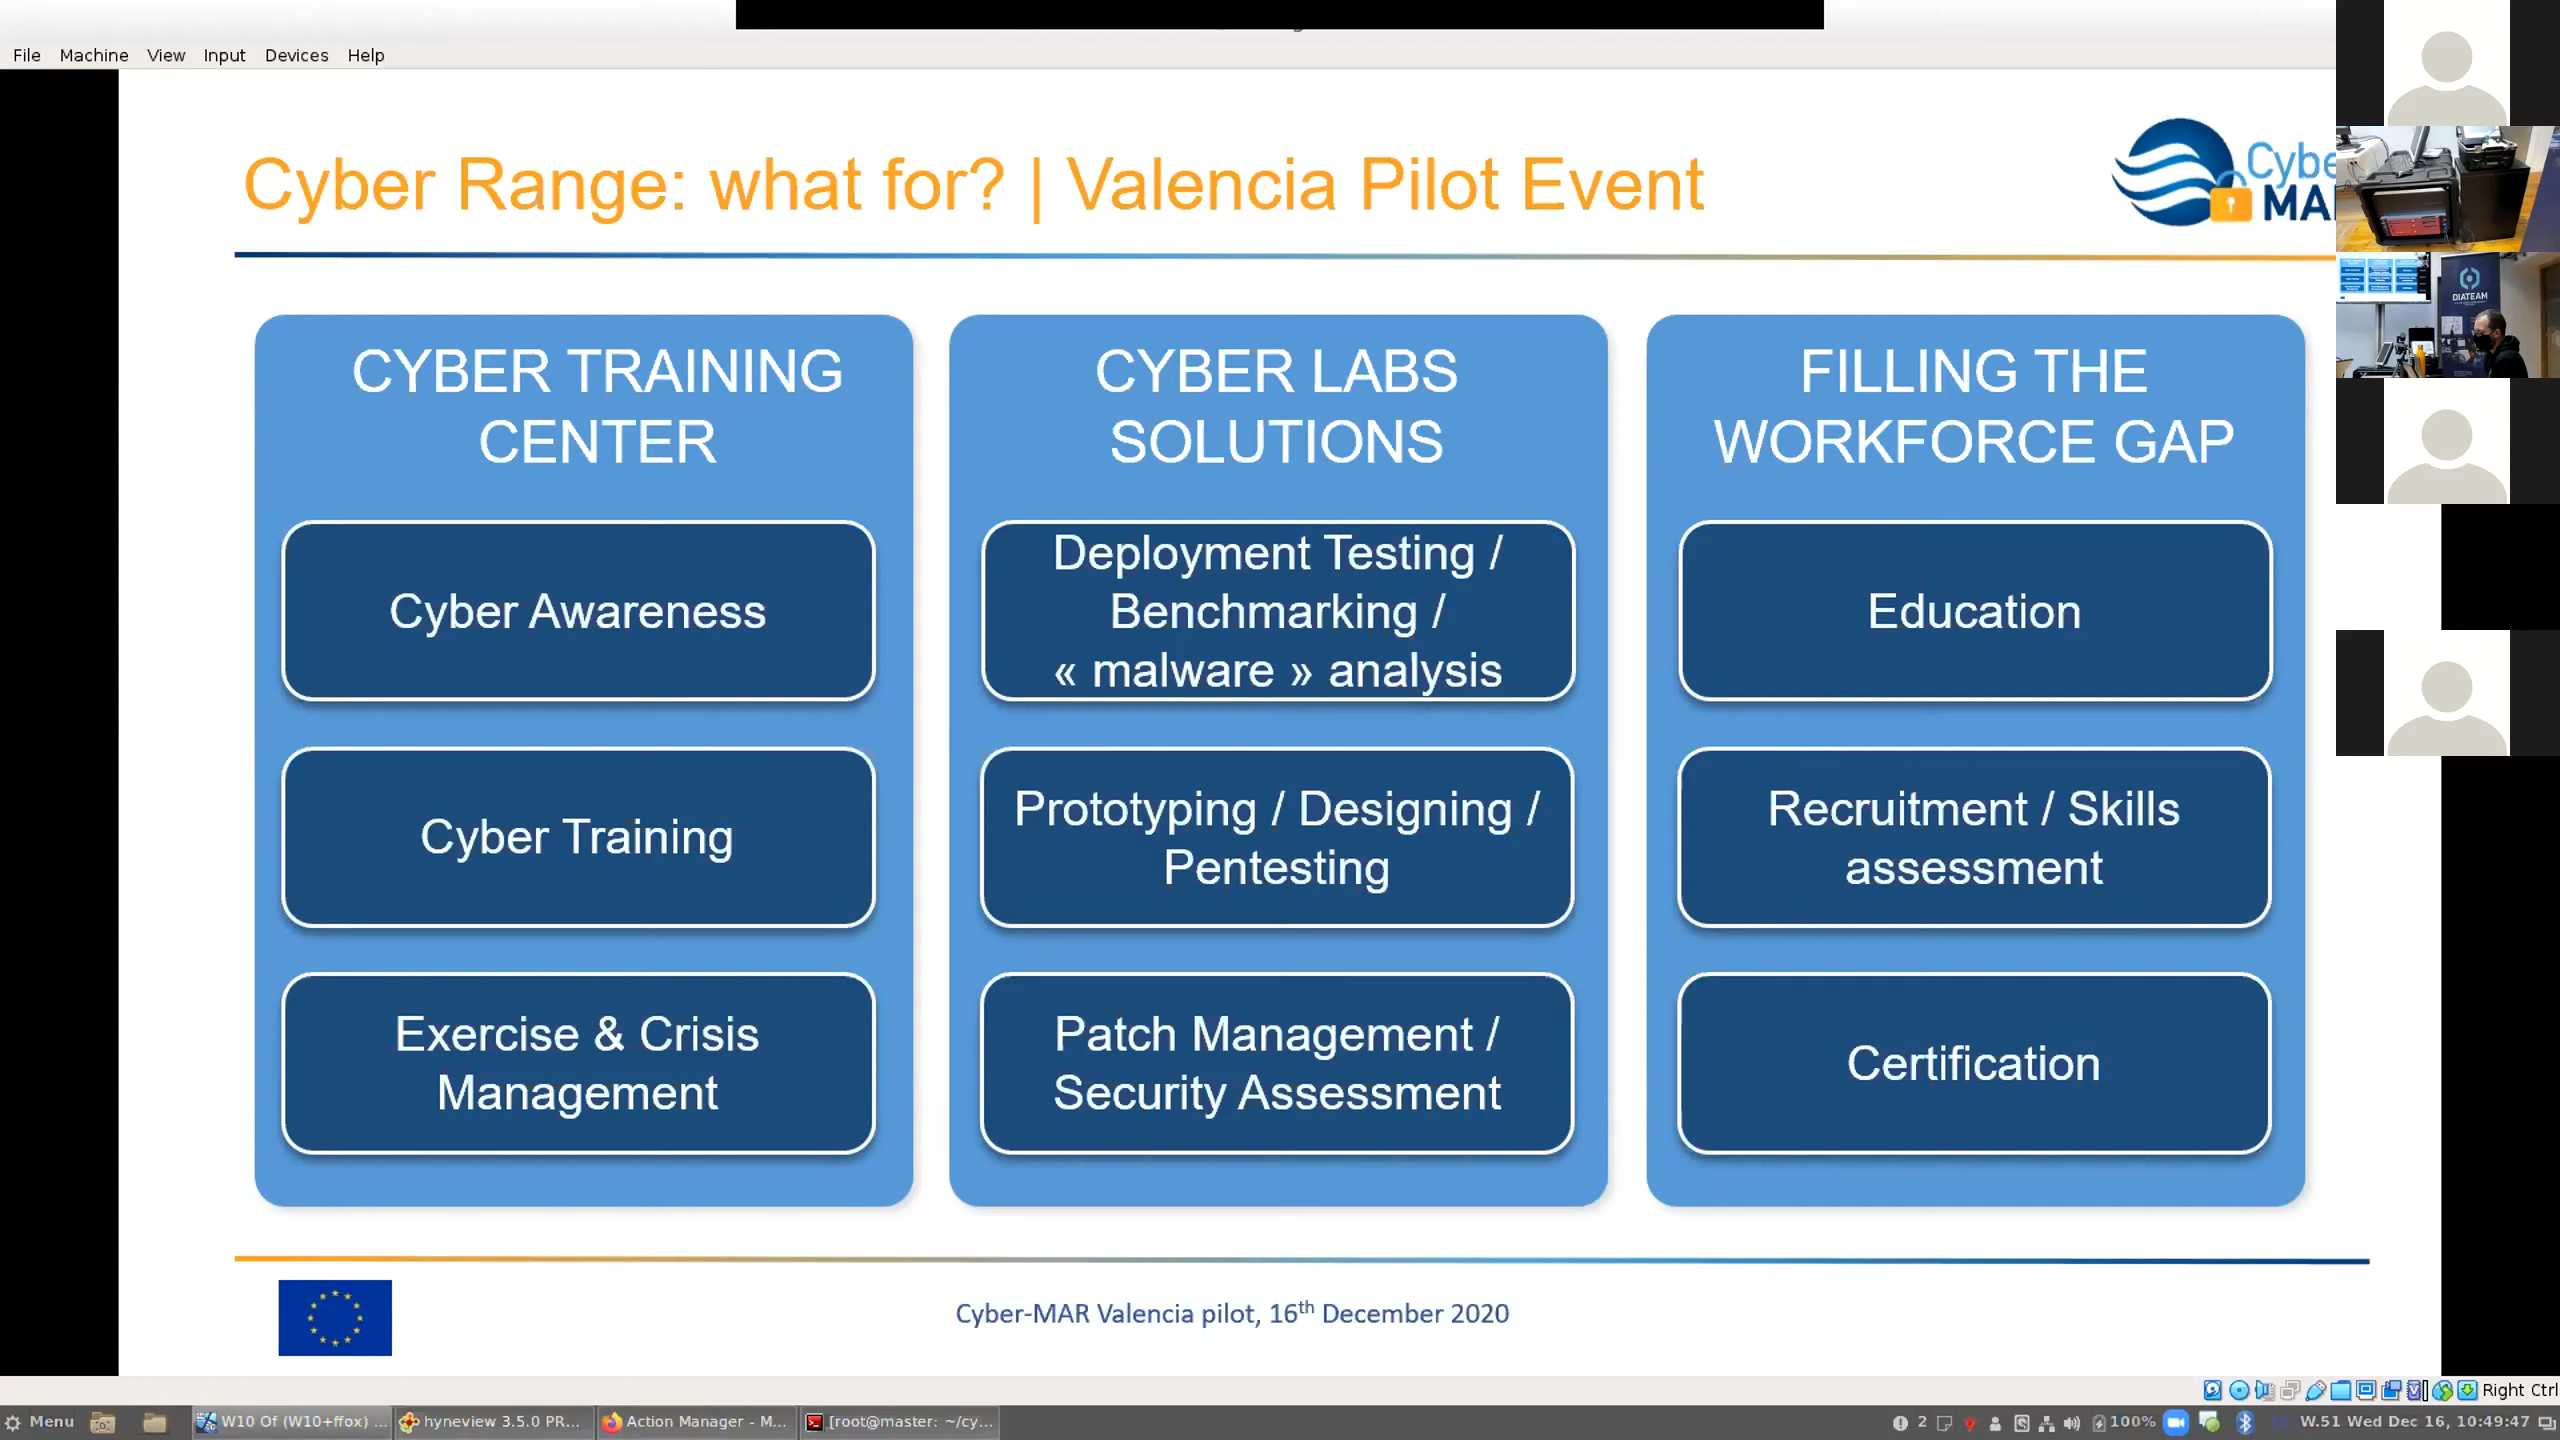 File Machine View Input Devices Help
Cyber Range: what for? | Valencia Pilot Event
Cybe
MA
DIATEAM
CYBER TRAINING
CENTER
Cyber Awareness
Cyber Training
Exercise & Crisis
Management
CYBER LABS
SOLUTIONS
Deployment Testing /
Benchmarking /
« malware » analysis
Prototyping / Designing /
Pentesting
Patch Management /
Security Assessment
FILLING THE
WORKFORCE GAP
Education
Recruitment / Skills
assessment
Certification
Cyber-MAR Valencia pilot, 16th December 2020
Right Ctrl
Menu W10 Of (W10+ffox) ... hyneview 3.5.0 PR... Action Manager - M... [root@master: ~/cy... 2 100% W.51 Wed Dec 16, 10:49:47